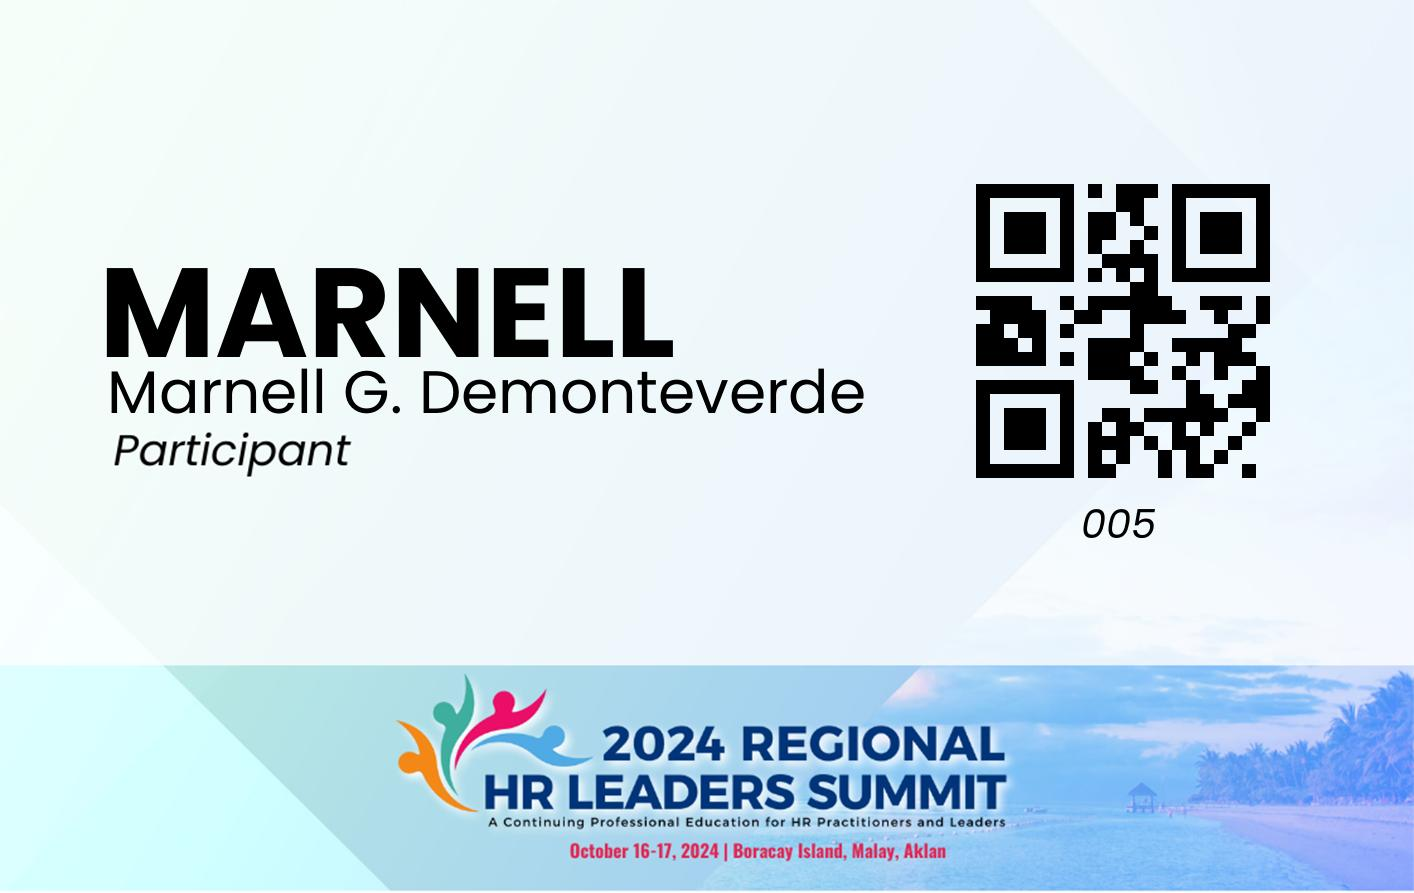 MARNELL
Marnell G. Demonteverde
Participant
005
2024 REGIONAL
HR LEADERS SUMMIT
A Continuing Professional Education for HR Practitioners and Leaders
October 16-17, 2024 | Boracay Island, Malay, Aklan